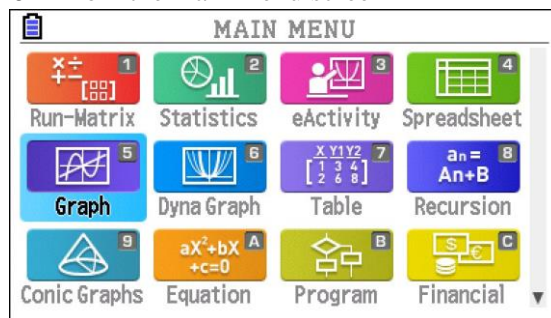 MAIN MENU
1 2 3 4
Run-Matrix Statistics eActivity Spreadsheet
5 6 X Y1 Y2 7 an= 8
1 3 4 An+B
2 6 8
Graph Dyna Graph Table Recursion
9 aX²+bX A B $ € C
+c=0
Conic Graphs Equation Program Financial